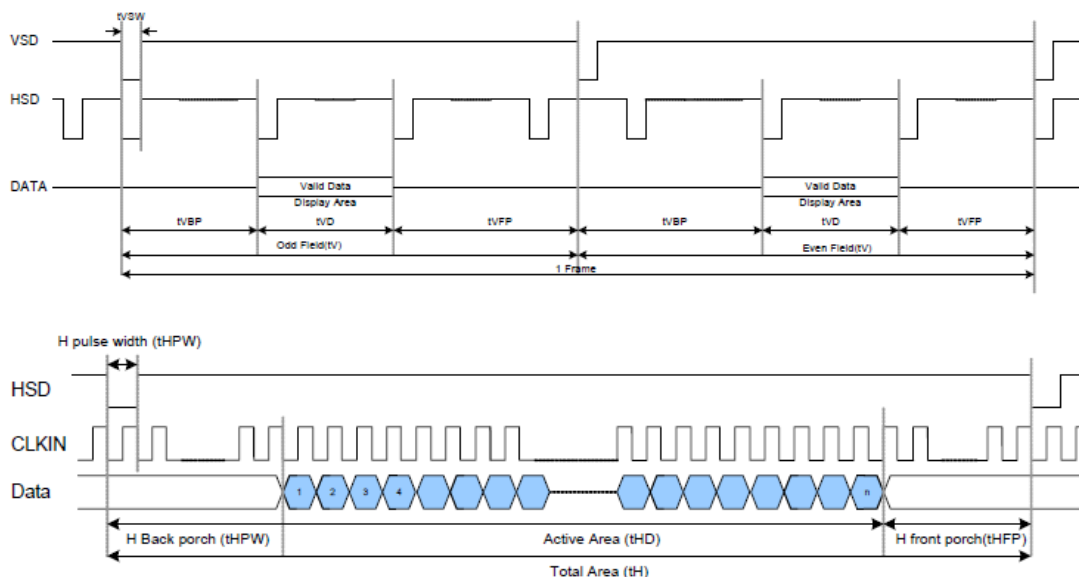 tVSW
VSD
HSD
DATA
Valid Data
Valid Data
Display Area
Display Area
tVBP tVD tVFP tVBP tVD tVFP
Odd Field(tV) Even Field(tV)
1 Frame
H pulse width (tHPW)
HSD
CLKIN
Data
1 2 3 4 n
H Back porch (tHPW) Active Area (tHD) H front porch(tHFP)
Total Area (tH)